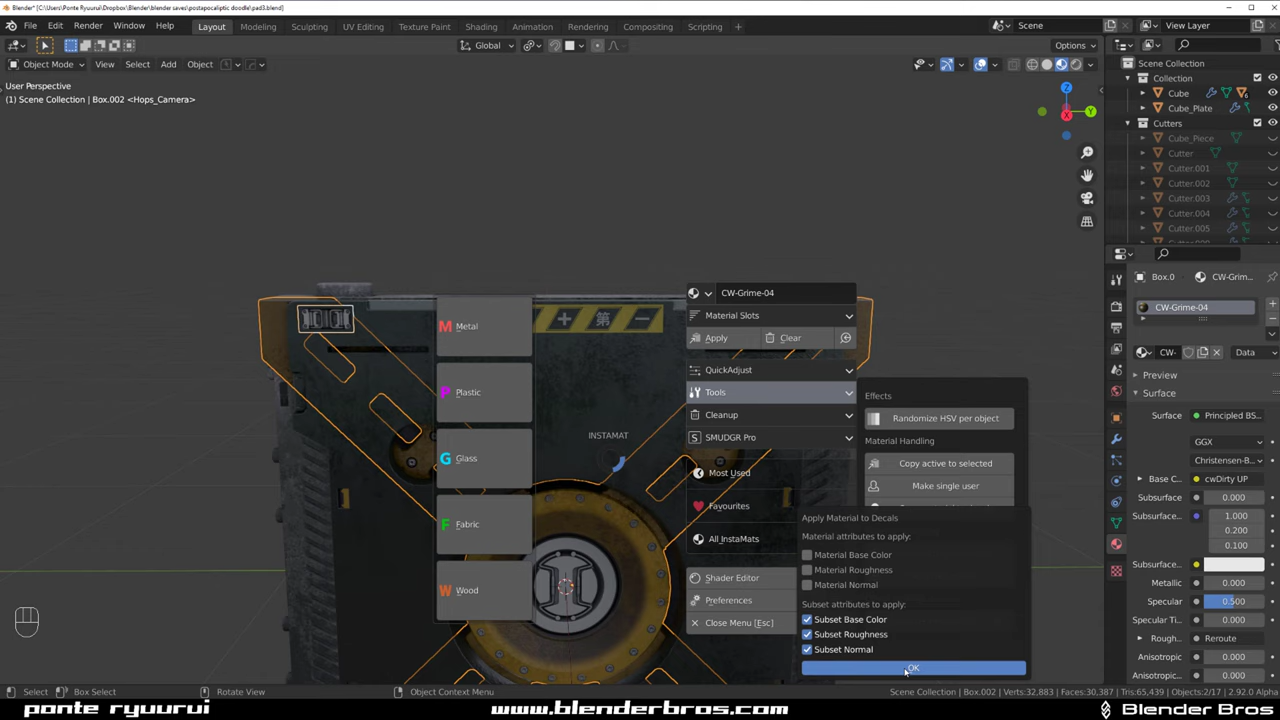 Blender* [C:\Users\Ponte Ryuurui\Dropbox\Blender\blender saves\postapocaliptic doodle\pad3.blend]
File Edit Render Window Help Layout Modeling Sculpting UV Editing Texture Paint Shading Animation Rendering Compositing Scripting Scene View Layer
Global Options
Object Mode View Select Add Object
User Perspective
(1) Scene Collection | Box.002 <Hops_Camera>
Z
Y
X
Scene Collection
Collection
Cube
Cube_Plate
Cutters
Cube_Piece
Cutter
Cutter.001
Cutter.002
Cutter.003
Cutter.004
Cutter.005
Box.0 CW-Grim...
CW-Grime-04
CW- Data
Preview
Surface
Surface Principled BS...
GGX
Christensen-B...
Base C... cwDirty UP
Subsurface 0.000
Subsurface... 1.000
0.200
0.100
Subsurface...
Metallic 0.000
Specular 0.500
Specular Ti... 0.000
Rough... Reroute
Anisotropic 0.000
Anisotropic... 0.000
M Metal
P Plastic
G Glass
F Fabric
W Wood
第 一
INSTAMAT
CW-Grime-04
Material Slots
Apply Clear
QuickAdjust
Tools
Cleanup
SMUDGR Pro
Most Used
Favourites
All InstaMats
Shader Editor
Preferences
Close Menu [Esc]
Effects
Randomize HSV per object
Material Handling
Copy active to selected
Make single user
Apply Material to Decals
Material attributes to apply:
Material Base Color
Material Roughness
Material Normal
Subset attributes to apply:
Subset Base Color
Subset Roughness
Subset Normal
OK
Select Box Select Rotate View Object Context Menu Scene Collection | Box.002 | Verts:32,883 | Faces:30,387 | Tris:65,439 | Objects:2/17 | 2.92.0 Alpha
ponte ryuurui www.blenderbros.com Blender Bros